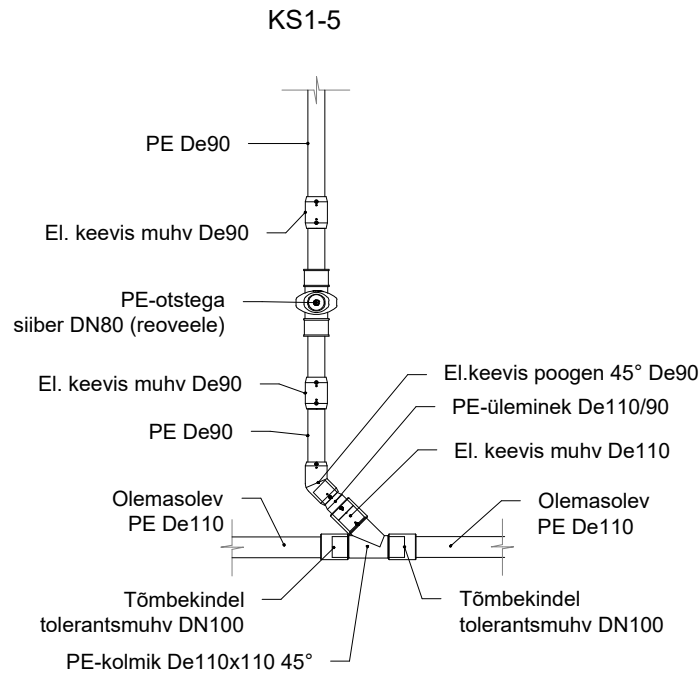 KS1-5
PE De90
El. keevis muhv De90
PE-otstega
siiber DN80 (reoveele)
El. keevis muhv De90
El.keevis poogen 45° De90
PE-üleminek De110/90
PE De90
El. keevis muhv De110
Olemasolev
PE De110
Olemasolev
PE De110
Tõmbekindel
tolerantsmuhv DN100
Tõmbekindel
tolerantsmuhv DN100
PE-kolmik De110x110 45°